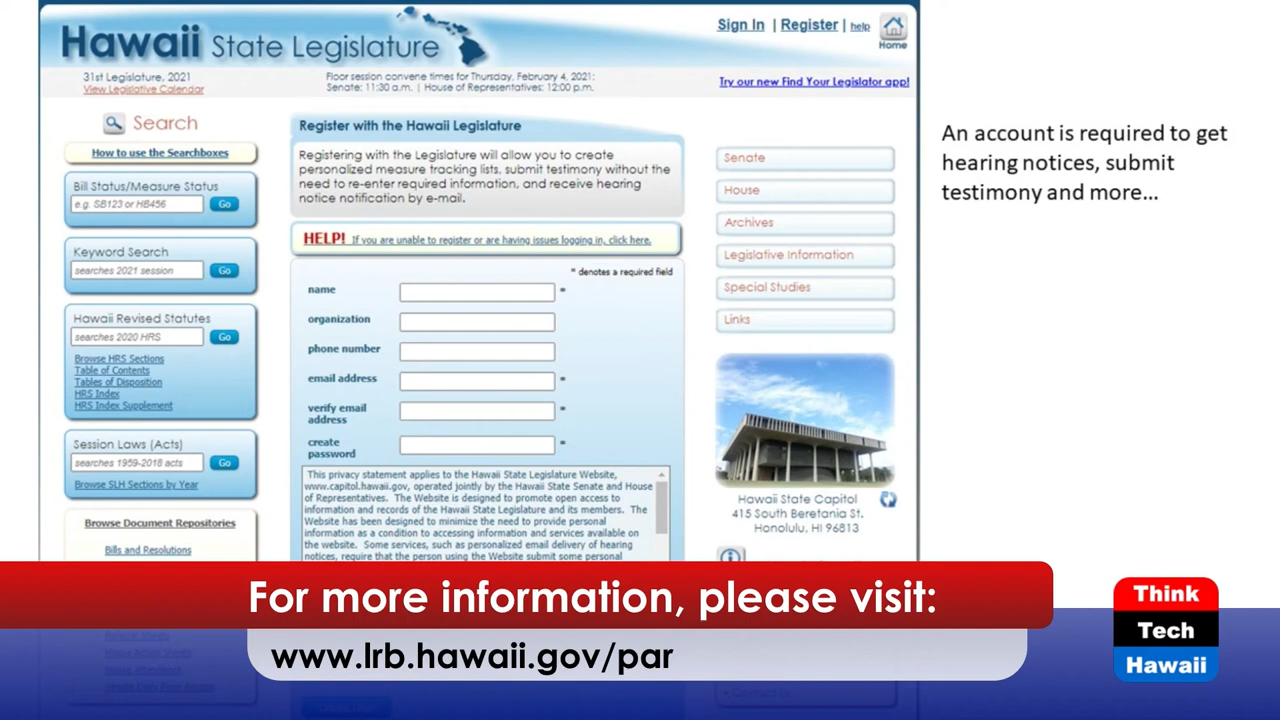 Hawaii State Legislature
Sign In | Register | help
Home
31st Legislature, 2021
View Legislative Calendar
Floor session convene times for Thursday, February 4, 2021:
Senate: 11:30 a.m. | House of Representatives: 12:00 p.m.
Try our new Find Your Legislator app!
Search
How to use the Searchboxes
Bill Status/Measure Status
e.g. SB123 or HB456
Go
Keyword Search
searches 2021 session
Go
Hawaii Revised Statutes
searches 2020 HRS
Go
Browse HRS Sections
Table of Contents
Tables of Disposition
HRS Index
HRS Index Supplement
Session Laws (Acts)
searches 1959-2018 acts
Go
Browse SLH Sections by Year
Browse Document Repositories
Bills and Resolutions
Referral Sheets
House Action Sheets
House Attendance
Register with the Hawaii Legislature
Registering with the Legislature will allow you to create
personalized measure tracking lists, submit testimony without the
need to re-enter required information, and receive hearing
notice notification by e-mail.
HELP! If you are unable to register or are having issues logging in, click here.
* denotes a required field
name *
organization
phone number
email address *
verify email
address *
create
password *
This privacy statement applies to the Hawaii State Legislature Website,
www.capitol.hawaii.gov, operated jointly by the Hawaii State Senate and House
of Representatives. The Website is designed to promote open access to
information and records of the Hawaii State Legislature and its members. The
Website has been designed to minimize the need to provide personal
information as a condition to accessing information and services available on
the website. Some services, such as personalized email delivery of hearing
notices, require that the person using the Website submit some personal
Senate
House
Archives
Legislative Information
Special Studies
Links
Hawaii State Capitol
415 South Beretania St.
Honolulu, HI 96813
An account is required to get
hearing notices, submit
testimony and more...
For more information, please visit:
www.lrb.hawaii.gov/par
Think
Tech
Hawaii